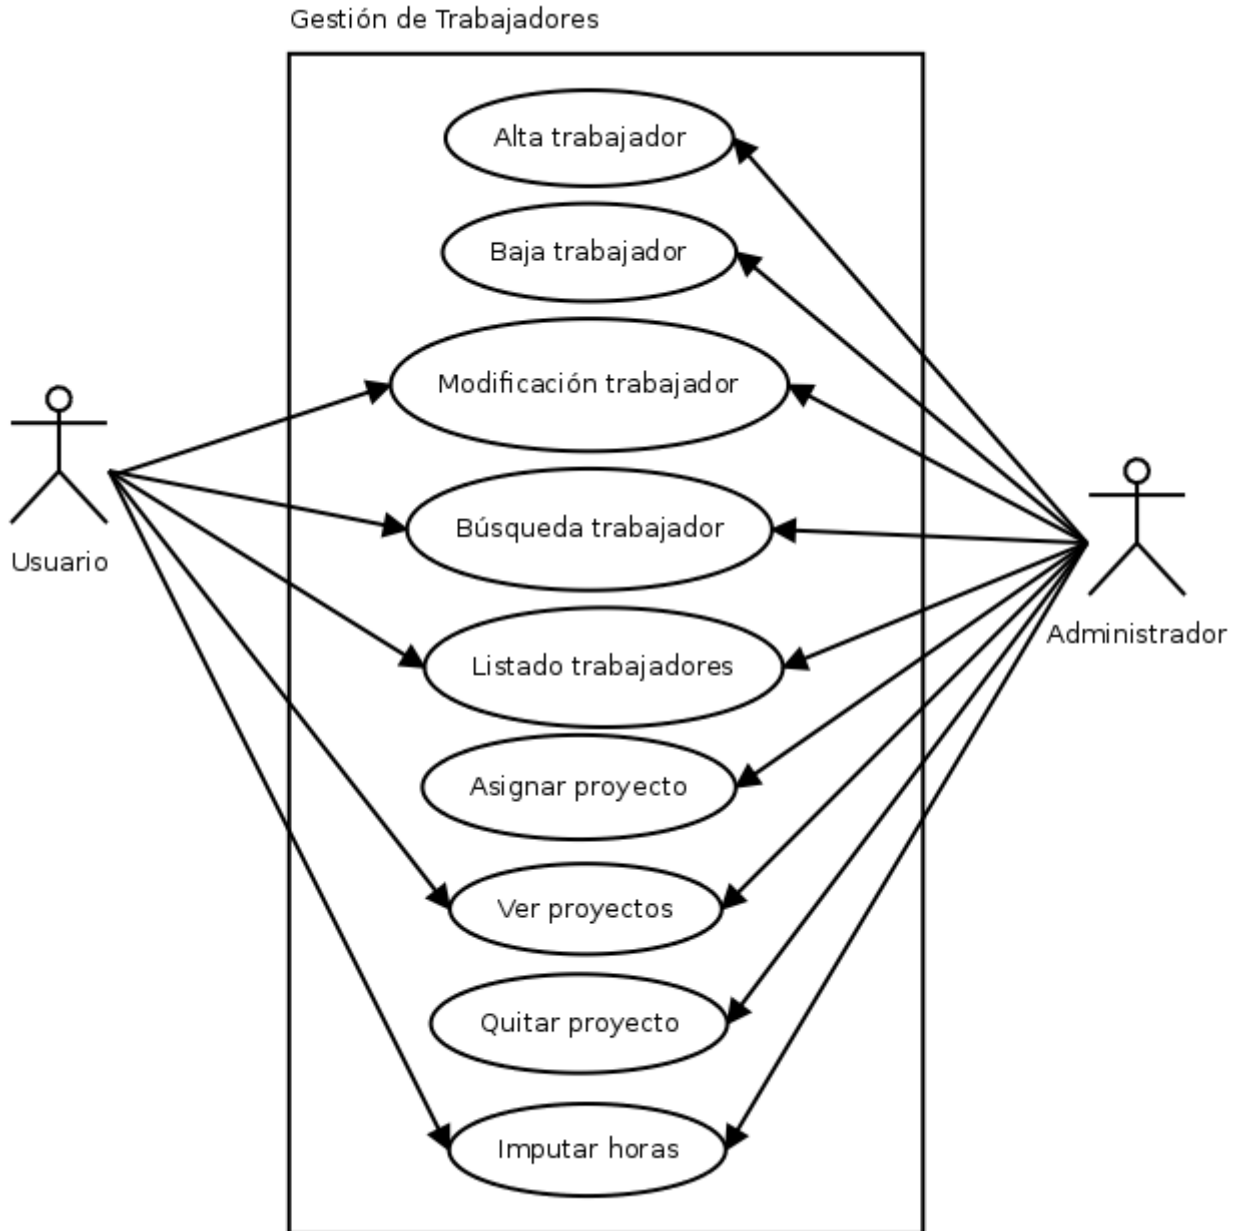 Gestión de Trabajadores
Alta trabajador
Baja trabajador
Modificación trabajador
Búsqueda trabajador
Usuario
Administrador
Listado trabajadores
Asignar proyecto
Ver proyectos
Quitar proyecto
Imputar horas